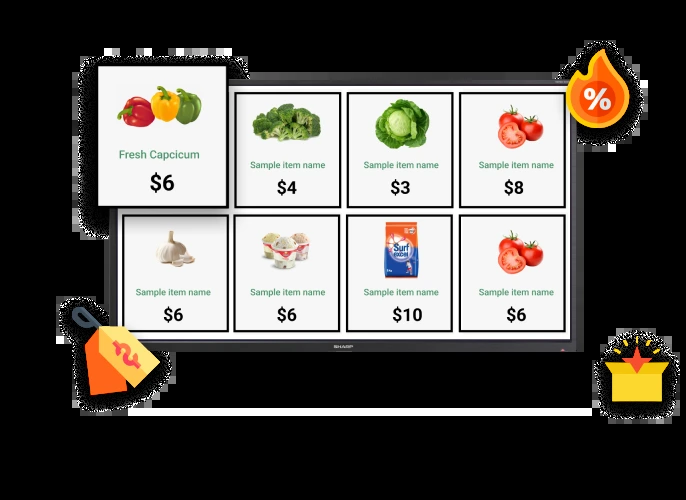 Fresh Capcicum
$6
Sample item name
$4
Sample item name
$3
Sample item name
$8
%
Sample item name
$6
Sample item name
$6
Surf
excel
Sample item name
$10
Sample item name
$6
SHARP
$